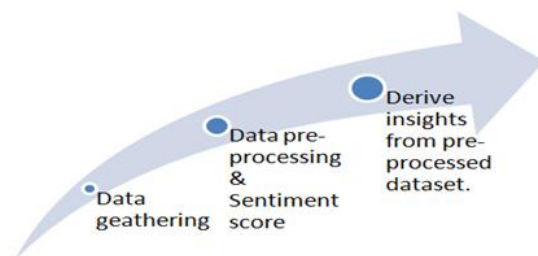 Data
geathering
Data pre-
processing
&
Sentiment
score
Derive
insights
from pre-
processed
dataset.